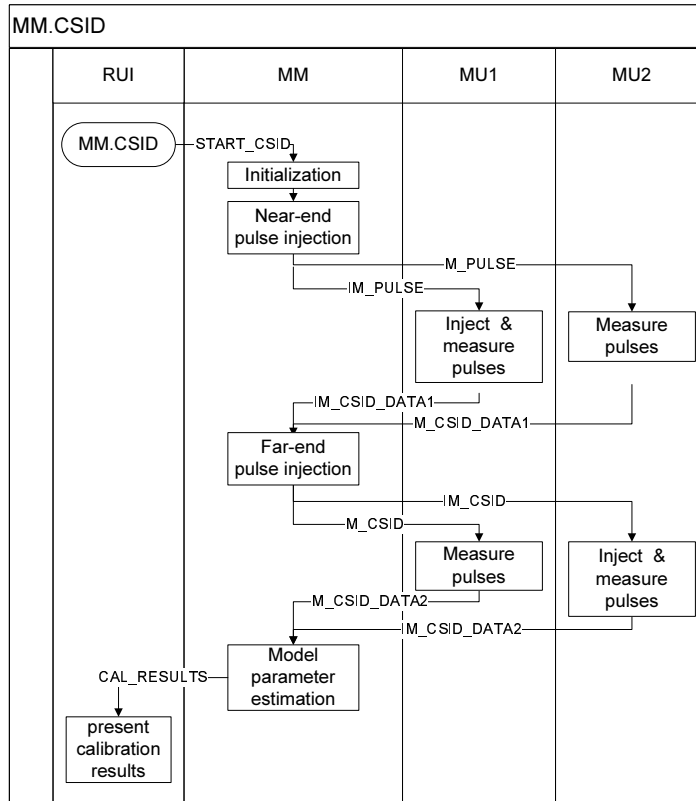 MM.CSID
RUI
MM
MU1
MU2
MM.CSID
START_CSID
Initialization
Near-end
pulse injection
M_PULSE
IM_PULSE
Inject &
measure
pulses
Measure
pulses
IM_CSID_DATA1
M_CSID_DATA1
Far-end
pulse injection
IM_CSID
M_CSID
Measure
pulses
Inject &
measure
pulses
M_CSID_DATA2
IM_CSID_DATA2
Model
parameter
estimation
CAL_RESULTS
present
calibration
results